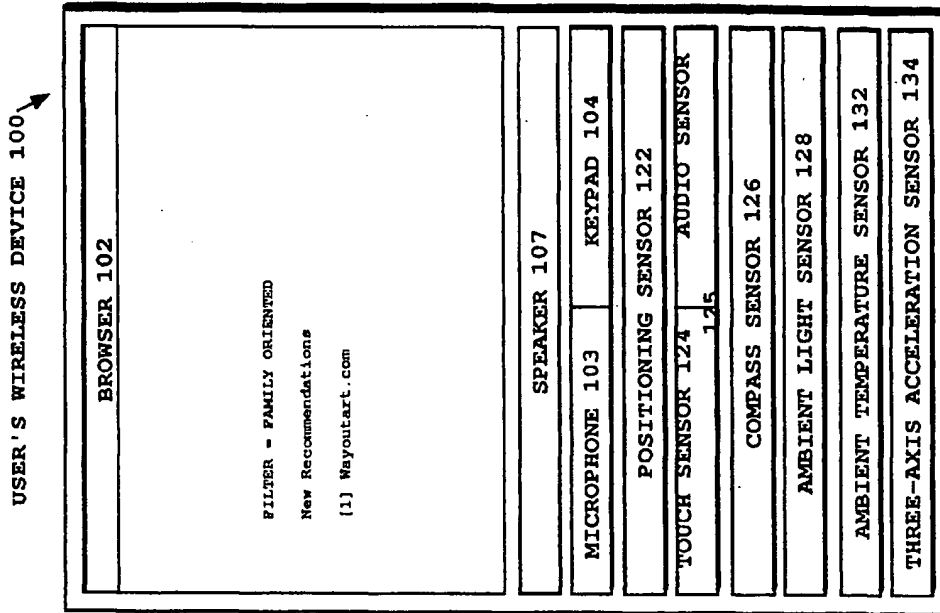 USER'S WIRELESS DEVICE 100
BROWSER 102
FILTER - FAMILY ORIENTED
New Recommendations
[1] Wayoutart.com
SPEAKER 107
MICROPHONE 103 KEYPAD 104
POSITIONING SENSOR 122
TOUCH SENSOR 124 AUDIO SENSOR
125
COMPASS SENSOR 126
AMBIENT LIGHT SENSOR 128
AMBIENT TEMPERATURE SENSOR 132
THREE-AXIS ACCELERATION SENSOR 134